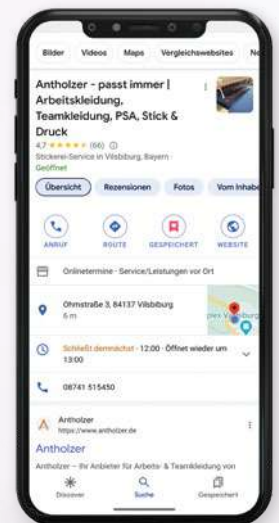 Bilder Videos Maps Vergleichswebsites
Antholzer - passt immer |
Arbeitskleidung,
Teamkleidung, PSA, Stick &
Druck
4,7 ★★★★★ (66)
Stickerei-Service in Vilsbiburg, Bayern ·
Geöffnet
Übersicht Rezensionen Fotos Vom Inhabe
ANRUF ROUTE GESPEICHERT WEBSITE
Onlinetermine · Service/Leistungen vor Ort
Ohmstraße 3, 84137 Vilsbiburg
6 m
Schließt demnächst · 12:00 · Öffnet wieder um
13:00
08741 515450
Antholzer
https://www.antholzer.de
Antholzer
Antholzer – Ihr Anbieter für Arbeits- & Teamkleidung von
Discover Suche Gespeichert